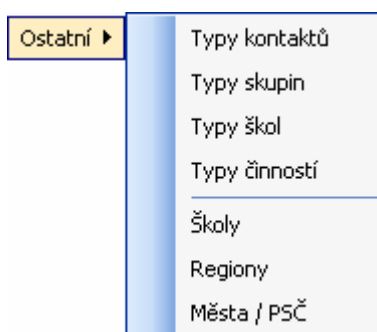 Ostatní
Typy kontaktů
Typy skupin
Typy škol
Typy činností
Školy
Regiony
Města / PSČ